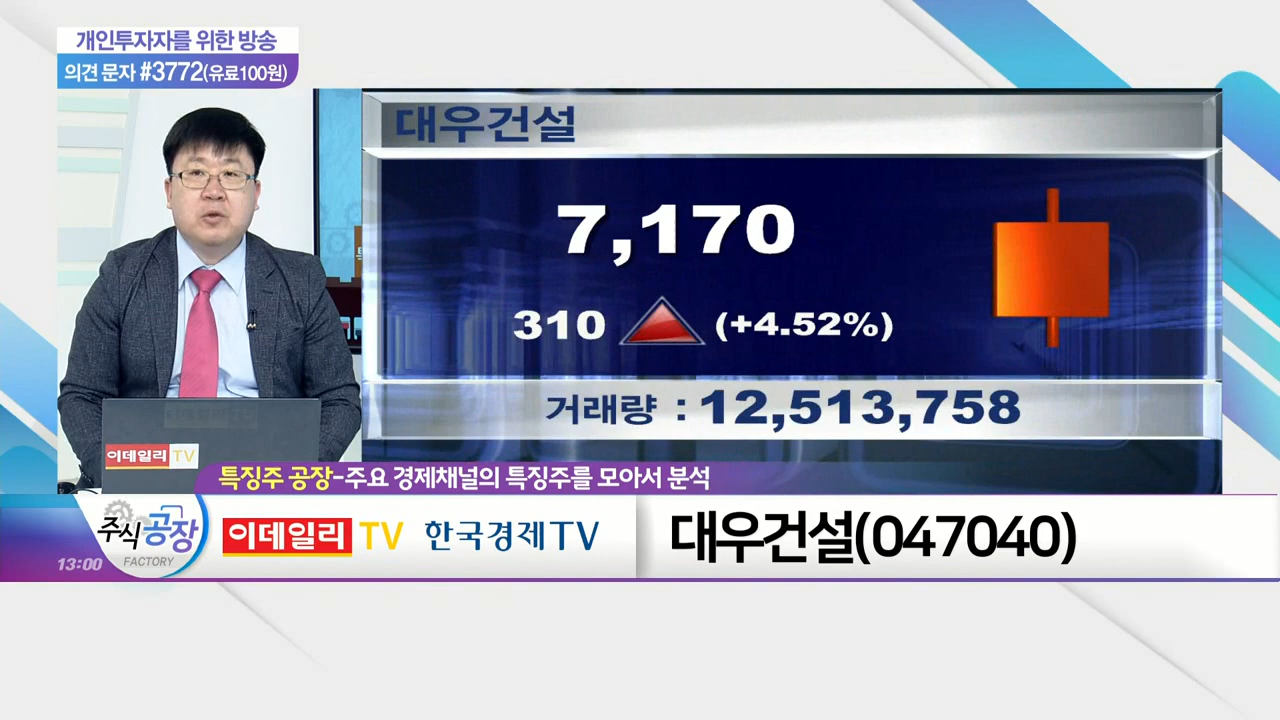 개인투자자를 위한 방송
의견 문자 #3772(유료100원)
대우건설
7,170
310 ▲ (+4.52%)
거래량 : 12,513,758
이데일리 TV
특징주 공장-주요 경제채널의 특징주를 모아서 분석
주식공장
FACTORY
13:00
이데일리 TV 한국경제TV
대우건설(047040)